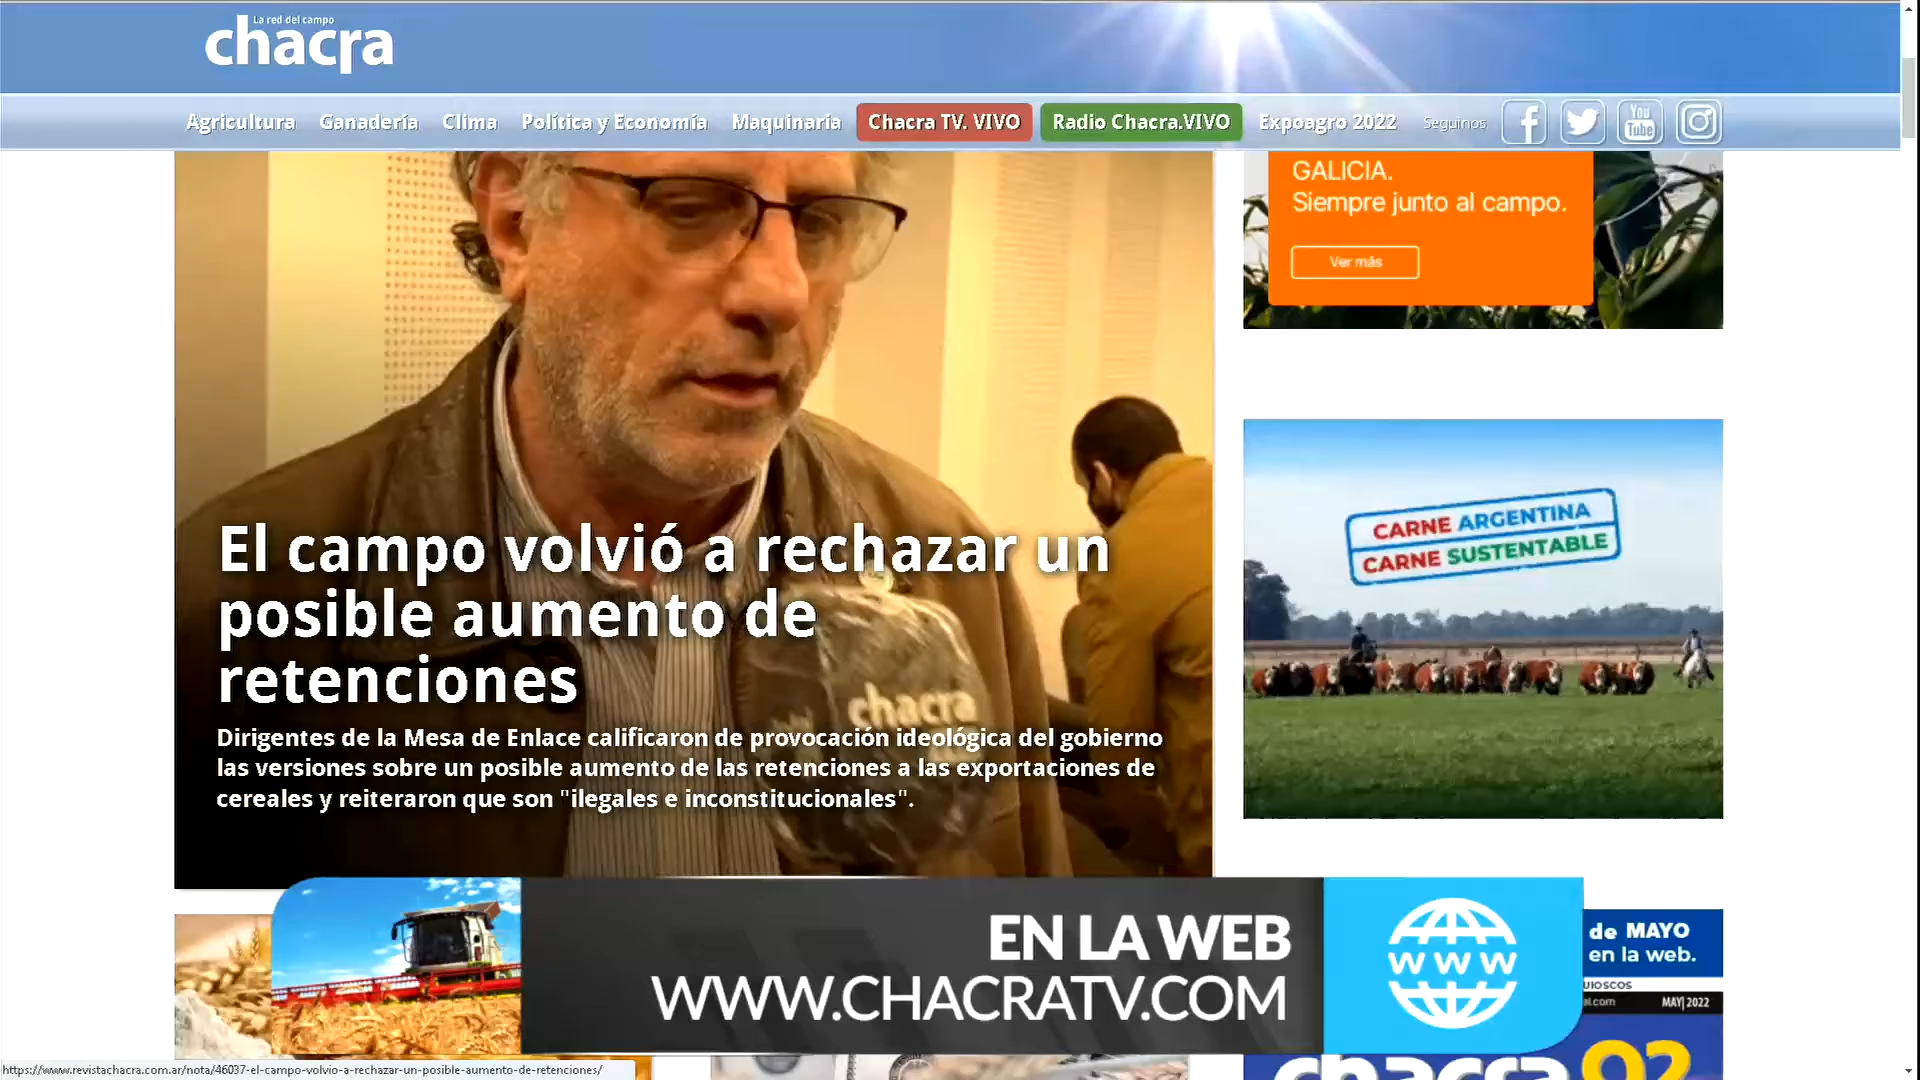 La red del campo
chacra
Agricultura Ganadería Clima Política y Economía Maquinaria Chacra TV. VIVO Radio Chacra.VIVO Expoagro 2022 Seguinos
You
Tube
GALICIA.
Siempre junto al campo.
Ver más
CARNE ARGENTINA
CARNE SUSTENTABLE
El campo volvió a rechazar un
posible aumento de
retenciones
chacra
Dirigentes de la Mesa de Enlace calificaron de provocación ideológica del gobierno
las versiones sobre un posible aumento de las retenciones a las exportaciones de
cereales y reiteraron que son "ilegales e inconstitucionales".
EN LA WEB
WWW.CHACRATV.COM
WWW
de MAYO
en la web.
MAY| 2022
chacra 92
https://www.revistachacra.com.ar/nota/46037-el-campo-volvio-a-rechazar-un-posible-aumento-de-retenciones/